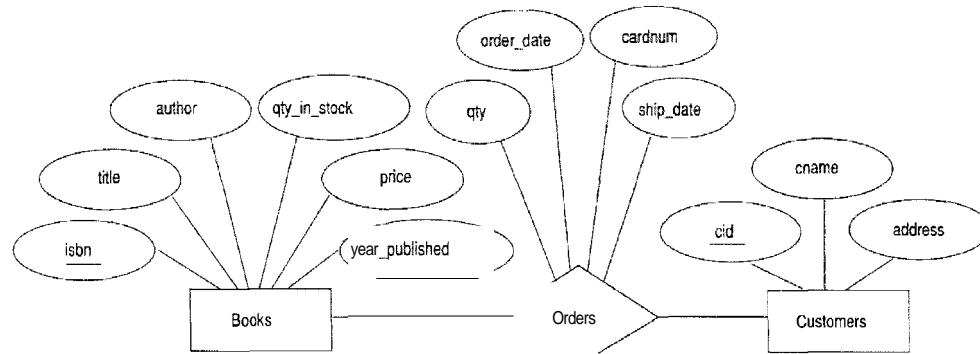 order_date
cardnum
author
qty_in_stock
qty
ship_date
title
price
cname
isbn
year_published
cid
address
Books
Orders
Customers